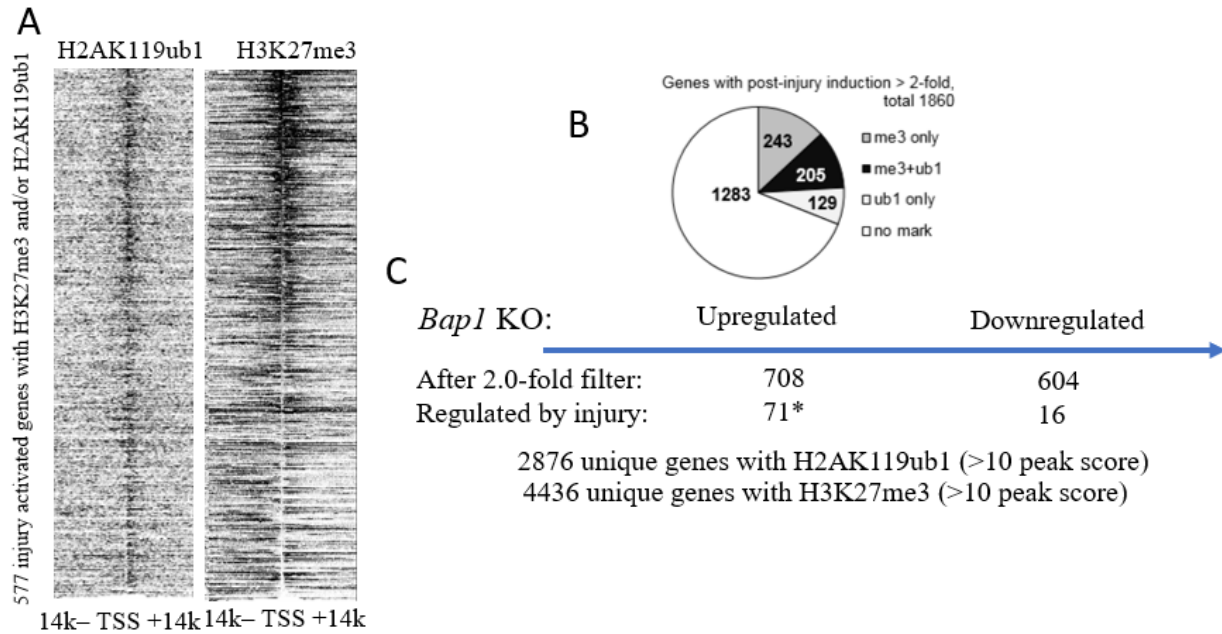 A
H2AK119ub1 H3K27me3
577 injury activated genes with H3K27me3 and/or H2AK119ub1
14k– TSS +14k 14k– TSS +14k
B
Genes with post-injury induction > 2-fold,
total 1860
243
205
129
1283
me3 only
me3+ub1
ub1 only
no mark
C
Bap1 KO: Upregulated Downregulated
After 2.0-fold filter: 708 604
Regulated by injury: 71* 16
2876 unique genes with H2AK119ub1 (>10 peak score)
4436 unique genes with H3K27me3 (>10 peak score)